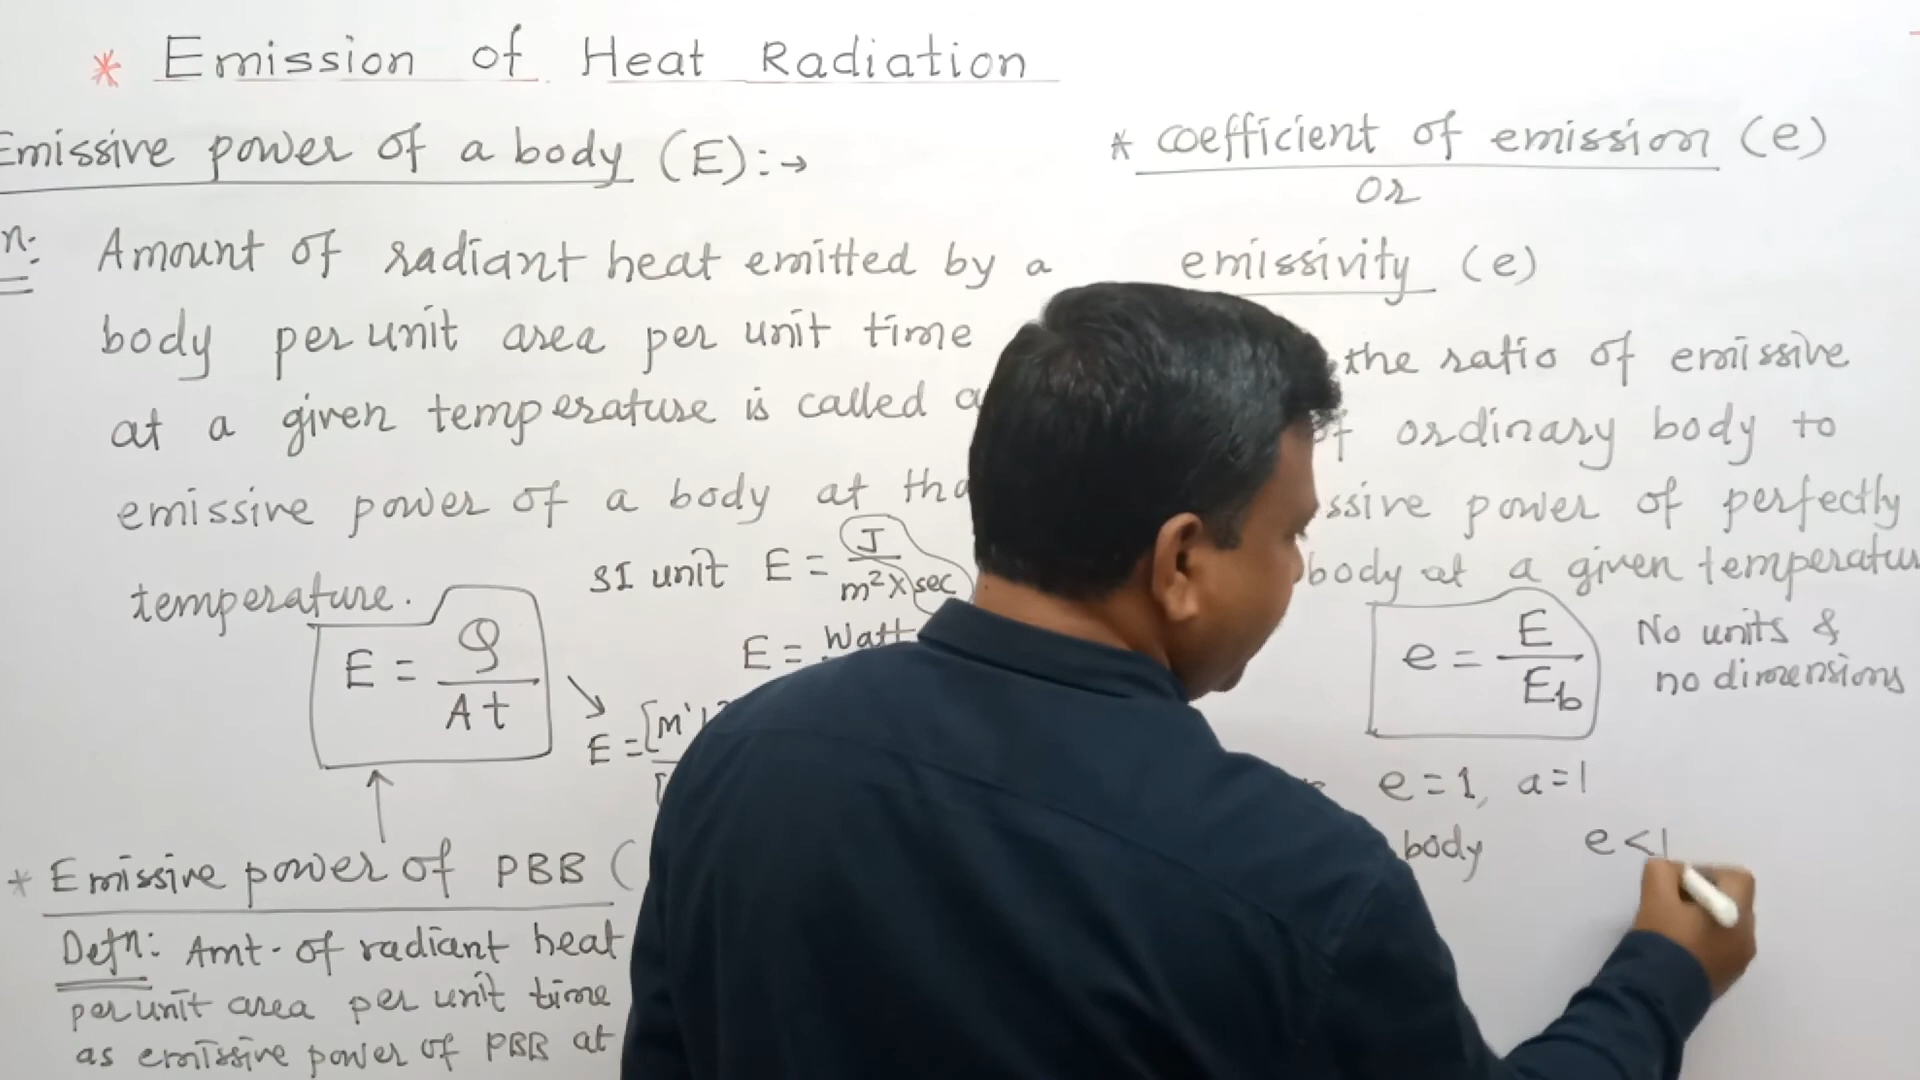 * Emission of Heat Radiation
Emissive power of a body (E):→
n: Amount of radiant heat emitted by a
body per unit area per unit time
at a given temperature is called a
emissive power of a body at tha
temperature.
SI unit E = J / m² x sec
E = Watt
E = Q / At
E = [M¹L²
* Emissive power of PBB (
Defn: Amt. of radiant heat
per unit area per unit time
as emissive power of PBB at
* coefficient of emission (e)
or
emissivity (e)
the ratio of emissive
of ordinary body to
ssive power of perfectly
body at a given temperatur
e = E / Eb
No units &
no dimensions
e = 1, a = 1
body e < 1